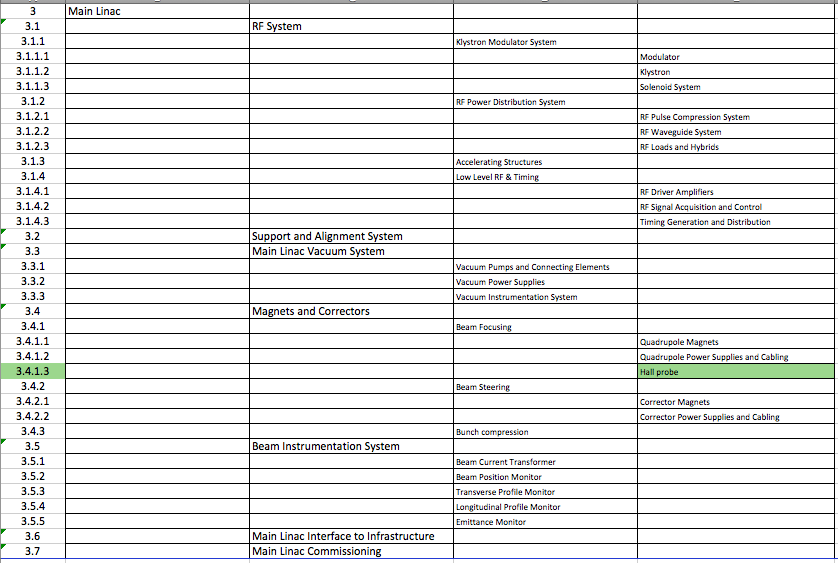 3 Main Linac
3.1 RF System
3.1.1 Klystron Modulator System
3.1.1.1 Modulator
3.1.1.2 Klystron
3.1.1.3 Solenoid System
3.1.2 RF Power Distribution System
3.1.2.1 RF Pulse Compression System
3.1.2.2 RF Waveguide System
3.1.2.3 RF Loads and Hybrids
3.1.3 Accelerating Structures
3.1.4 Low Level RF & Timing
3.1.4.1 RF Driver Amplifiers
3.1.4.2 RF Signal Acquisition and Control
3.1.4.3 Timing Generation and Distribution
3.2 Support and Alignment System
3.3 Main Linac Vacuum System
3.3.1 Vacuum Pumps and Connecting Elements
3.3.2 Vacuum Power Supplies
3.3.3 Vacuum Instrumentation System
3.4 Magnets and Correctors
3.4.1 Beam Focusing
3.4.1.1 Quadrupole Magnets
3.4.1.2 Quadrupole Power Supplies and Cabling
3.4.1.3 Hall probe
3.4.2 Beam Steering
3.4.2.1 Corrector Magnets
3.4.2.2 Corrector Power Supplies and Cabling
3.4.3 Bunch compression
3.5 Beam Instrumentation System
3.5.1 Beam Current Transformer
3.5.2 Beam Position Monitor
3.5.3 Transverse Profile Monitor
3.5.4 Longitudinal Profile Monitor
3.5.5 Emittance Monitor
3.6 Main Linac Interface to Infrastructure
3.7 Main Linac Commissioning